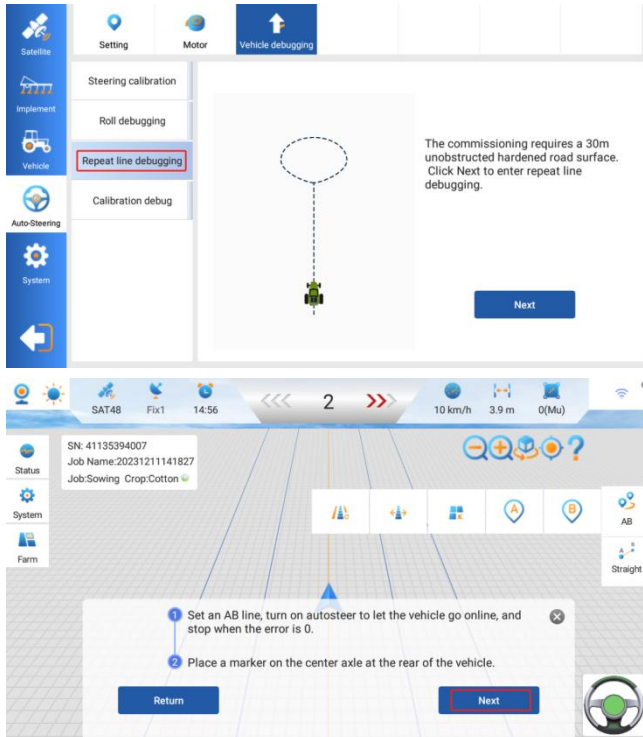 Satellite
Implement
Vehicle
Auto-Steering
System
Setting
Motor
Vehicle debugging
Steering calibration
Roll debugging
Repeat line debugging
Calibration debug
The commissioning requires a 30m
unobstructed hardened road surface.
Click Next to enter repeat line
debugging.
Next
SAT48
Fix1
14:56
2
10 km/h
3.9 m
0(Mu)
Status
System
Farm
SN: 41135394007
Job Name:20231211141827
Job:Sowing Crop:Cotton
A
B
AB
A B
Straight
1 Set an AB line, turn on autosteer to let the vehicle go online, and
stop when the error is 0.
2 Place a marker on the center axle at the rear of the vehicle.
Return
Next